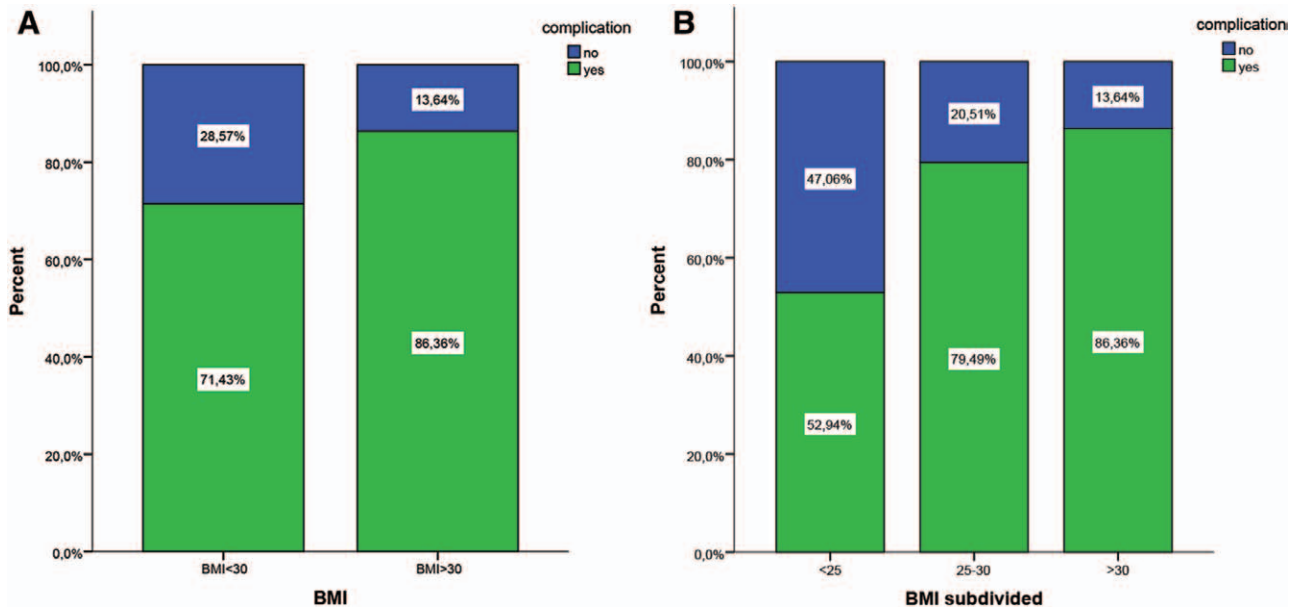 A
complication
no
yes
100,0%
80,0%
60,0%
40,0%
20,0%
0,0%
Percent
28,57%
71,43%
13,64%
86,36%
BMI<30
BMI>30
BMI
B
complication
no
yes
100,0%
80,0%
60,0%
40,0%
20,0%
0,0%
Percent
47,06%
52,94%
20,51%
79,49%
13,64%
86,36%
<25
25-30
>30
BMI subdivided